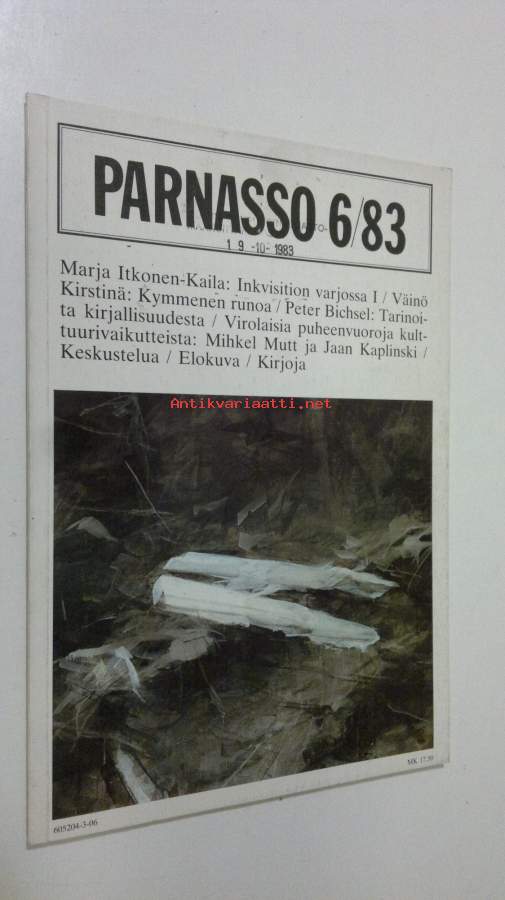 PARNASSO 6/83
19.-10-1983
Marja Itkonen-Kaila: Inkvisition varjossa I / Väinö
Kirstinä: Kymmenen runoa / Peter Bichsel: Tarinoi-
ta kirjallisuudesta / Virolaisia puheenvuoroja kult-
tuurivaikutteista: Mihkel Mutt ja Jaan Kaplinski /
Keskustelua / Elokuva / Kirjoja
Antikvariaatti.net
605204-3-06
MK 17.50